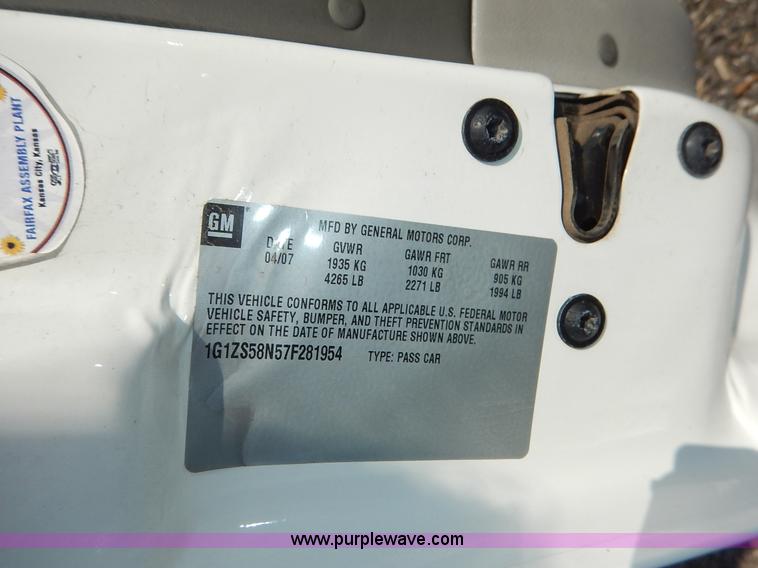 FAIRFAX ASSEMBLY PLANT
Kansas City, Kansas
GM
MFD BY GENERAL MOTORS CORP.
DATE GVWR GAWR FRT GAWR RR
04/07 1935 KG 1030 KG 905 KG
4265 LB 2271 LB 1994 LB
THIS VEHICLE CONFORMS TO ALL APPLICABLE U.S. FEDERAL MOTOR
VEHICLE SAFETY, BUMPER, AND THEFT PREVENTION STANDARDS IN
EFFECT ON THE DATE OF MANUFACTURE SHOWN ABOVE.
1G1ZS58N57F281954 TYPE: PASS CAR
www.purplewave.com